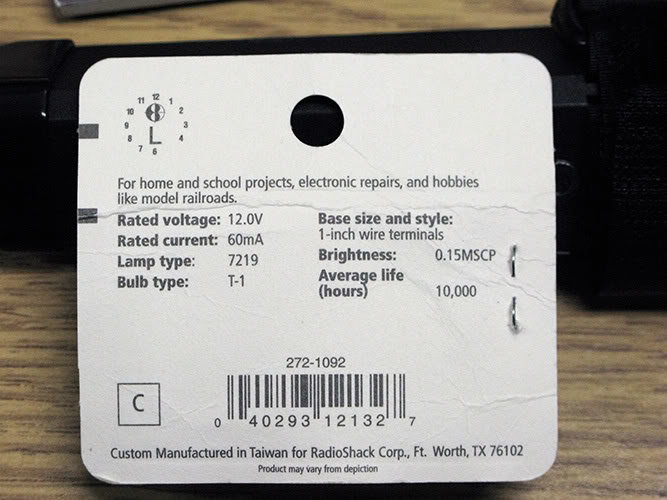 12
11 1
10 2
9 3
8 L 4
7 6
For home and school projects, electronic repairs, and hobbies
like model railroads.
Rated voltage: 12.0V
Rated current: 60mA
Lamp type: 7219
Bulb type: T-1
Base size and style:
1-inch wire terminals
Brightness: 0.15MSCP
Average life
(hours) 10,000
272-1092
C
0 40293 12132 7
Custom Manufactured in Taiwan for RadioShack Corp., Ft. Worth, TX 76102
Product may vary from depiction